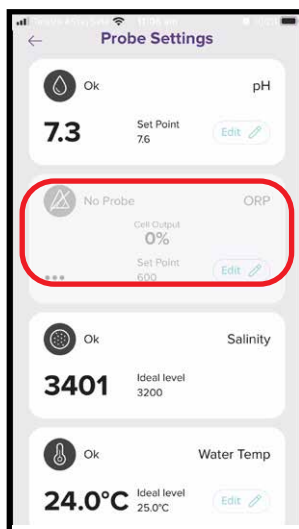 Probe Settings
Ok pH
7.3 Set Point
7.6 Edit
No Probe ORP
Cell Output
0%
Set Point
600 Edit
Ok Salinity
3401 Ideal level
3200
Ok Water Temp
24.0°C Ideal level
25.0°C Edit